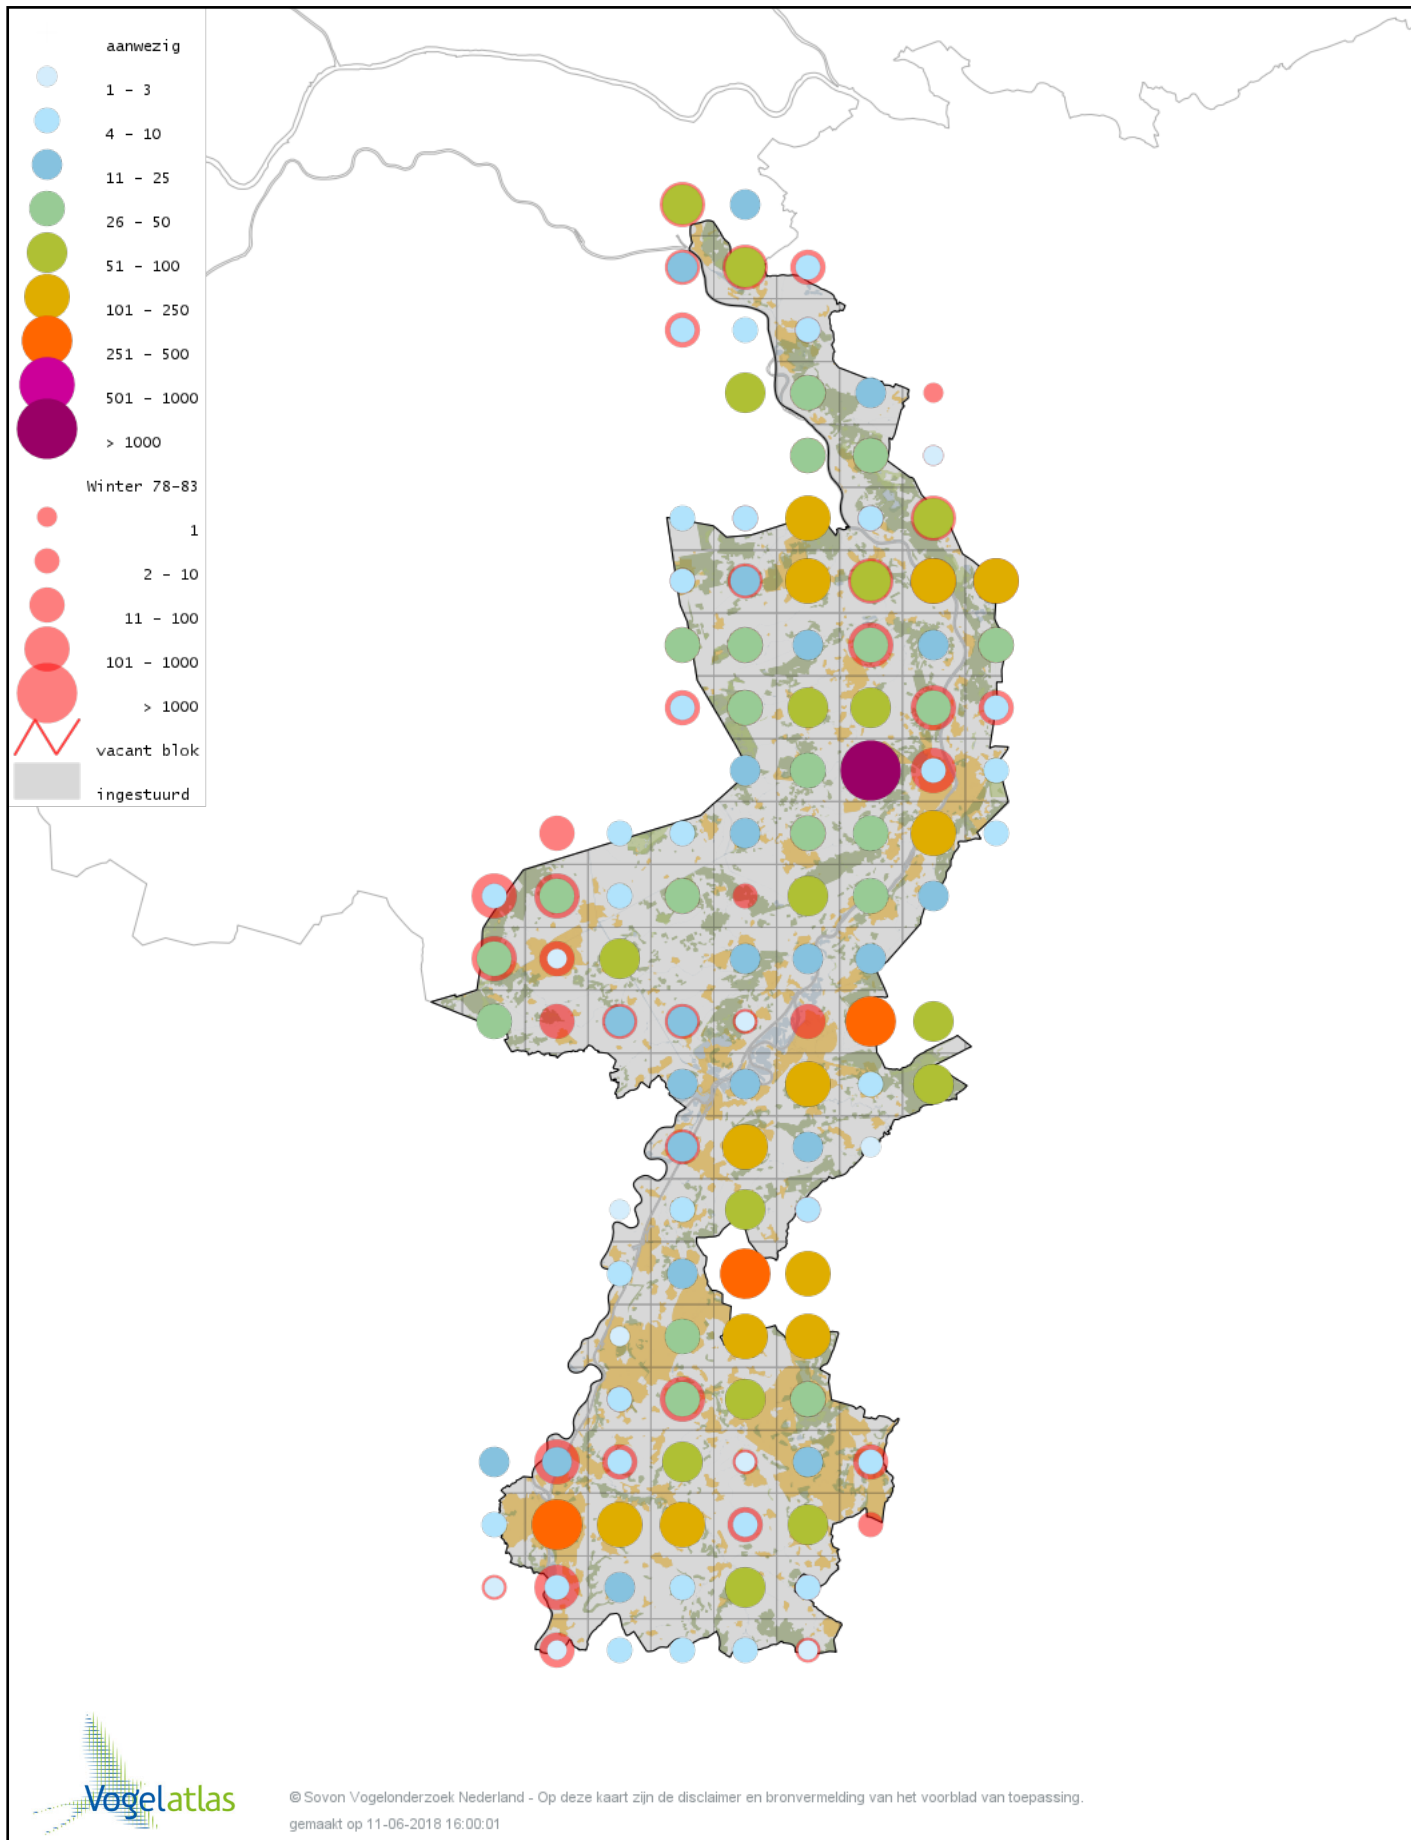 aanwezig
1 - 3
4 - 10
11 - 25
26 - 50
51 - 100
101 - 250
251 - 500
501 - 1000
> 1000
Winter 78-83
1
2 - 10
11 - 100
101 - 1000
> 1000
vacant blok
ingestuurd
Vogelatlas
© Sovon Vogelonderzoek Nederland - Op deze kaart zijn de disclaimer en bronvermelding van het voorblad van toepassing.
gemaakt op 11-06-2018 16:00:01